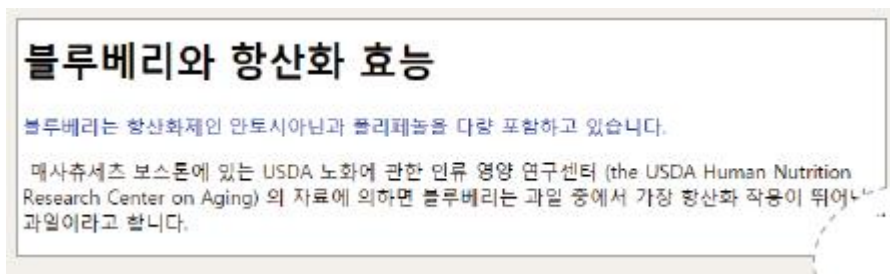 블루베리와 항산화 효능
블루베리는 항산화제인 안토시아닌과 폴리페놀을 다량 포함하고 있습니다.
매사츄세츠 보스톤에 있는 USDA 노화에 관한 인류 영양 연구센터 (the USDA Human Nutrition
Research Center on Aging) 의 자료에 의하면 블루베리는 과일 중에서 가장 항산화 작용이
과일이라고 합니다.